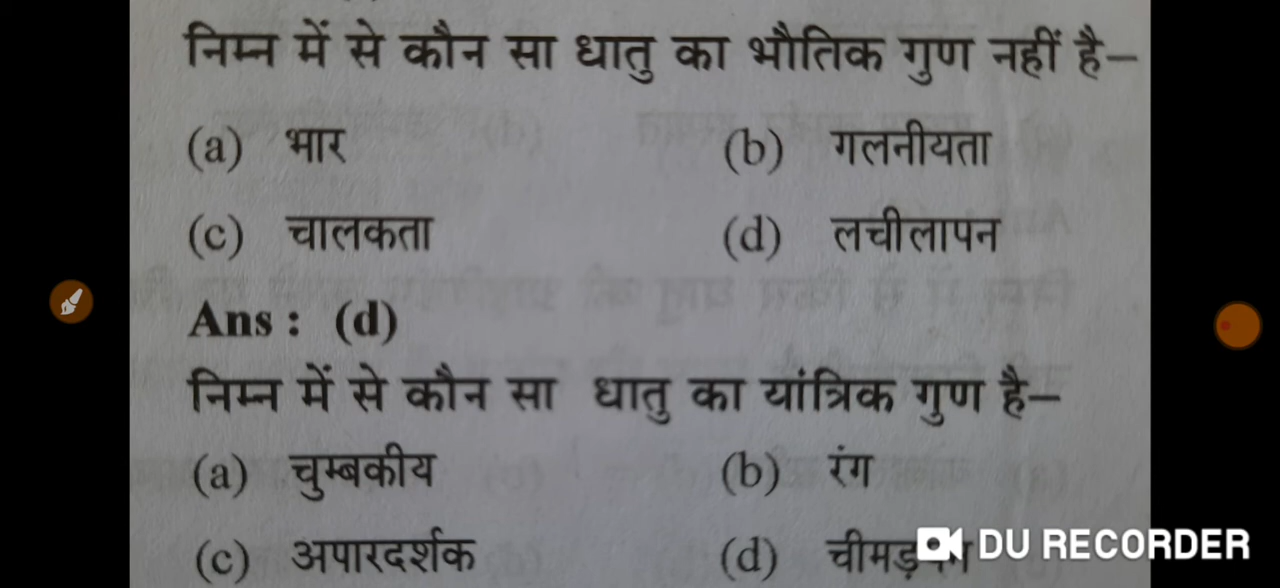 निम्न में से कौन सा धातु का भौतिक गुण नहीं है–
(a) भार (b) गलनीयता
(c) चालकता (d) लचीलापन
Ans : (d)
निम्न में से कौन सा धातु का यांत्रिक गुण है–
(a) चुम्बकीय (b) रंग
(c) अपारदर्शक (d)
DU RECORDER